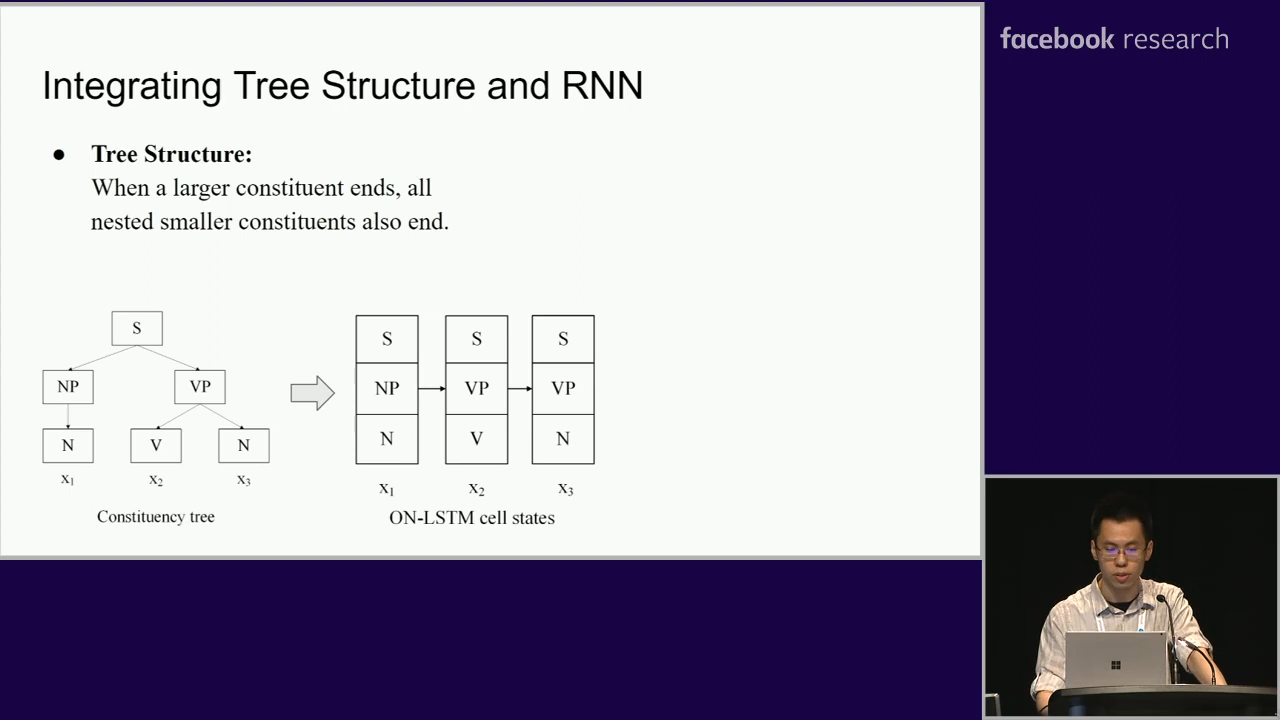 facebook research
Integrating Tree Structure and RNN
● Tree Structure:
When a larger constituent ends, all
nested smaller constituents also end.
S
NP VP
N V N
x₁ x₂ x₃
Constituency tree
S S S
NP VP VP
N V N
x₁ x₂ x₃
ON-LSTM cell states